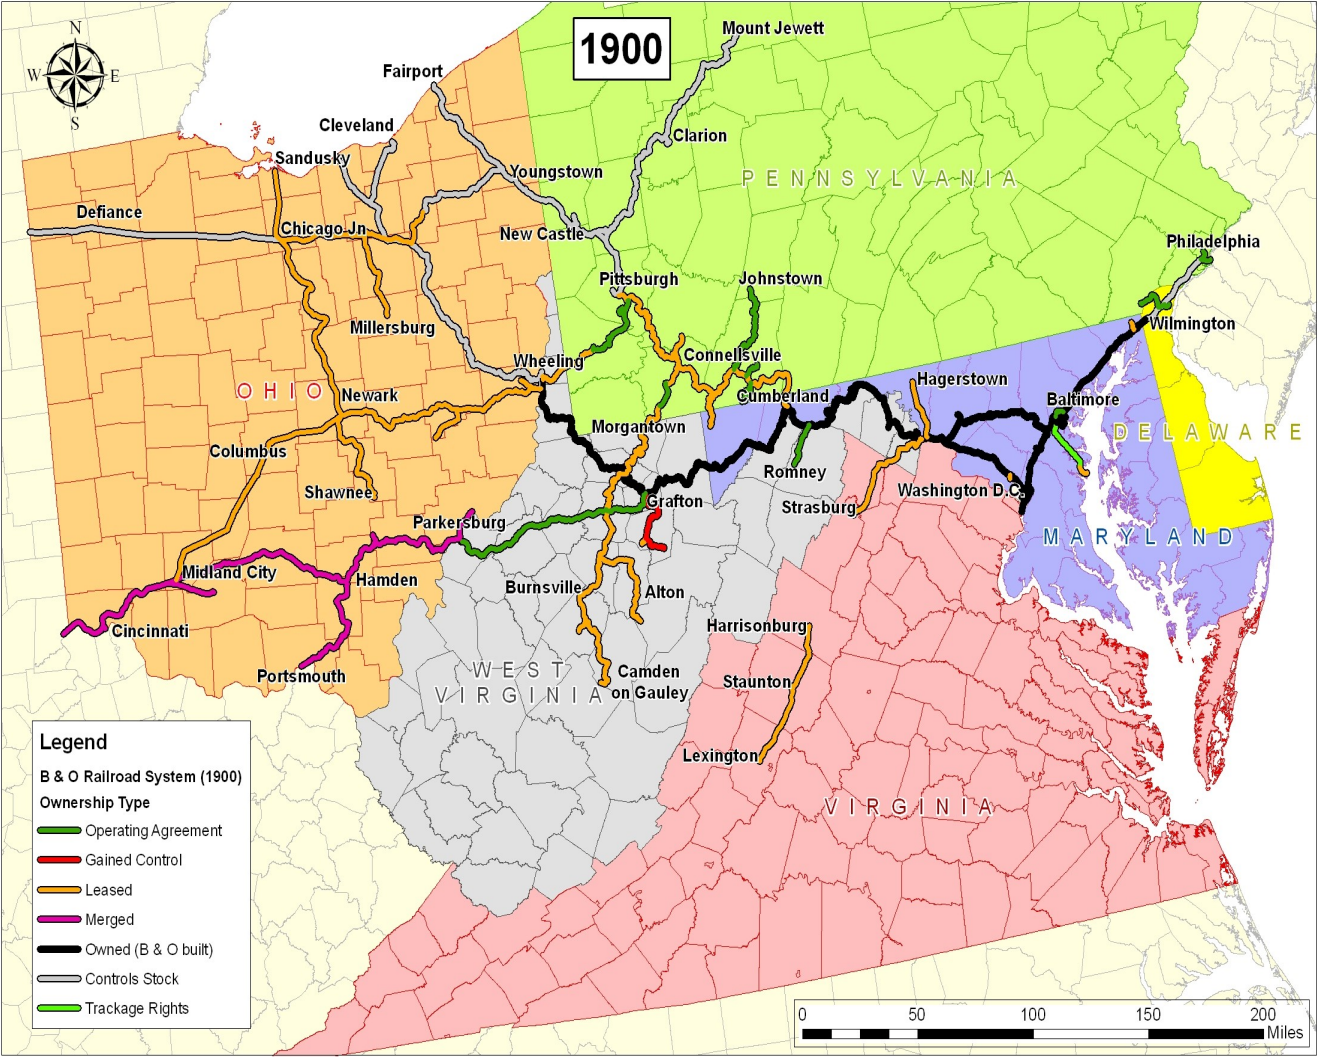 1900
N
W E
S
Mount Jewett
Fairport
Cleveland
Clarion
Sandusky
Youngstown
PENNSYLVANIA
Defiance
Chicago Jn
New Castle
Philadelphia
Pittsburgh
Johnstown
Millersburg
Wilmington
Wheeling
Connellsville
Hagerstown
OHIO
Newark
Cumberland
Baltimore
Morgantown
DELAWARE
Columbus
Romney
Shawnee
Grafton
Strasburg
Washington D.C.
Parkersburg
MARYLAND
Midland City
Hamden
Burnsville
Alton
Cincinnati
Harrisonburg
Portsmouth
WEST
VIRGINIA
Camden
on Gauley
Staunton
Lexington
VIRGINIA
Legend
B & O Railroad System (1900)
Ownership Type
Operating Agreement
Gained Control
Leased
Merged
Owned (B & O built)
Controls Stock
Trackage Rights
0 50 100 150 200
Miles